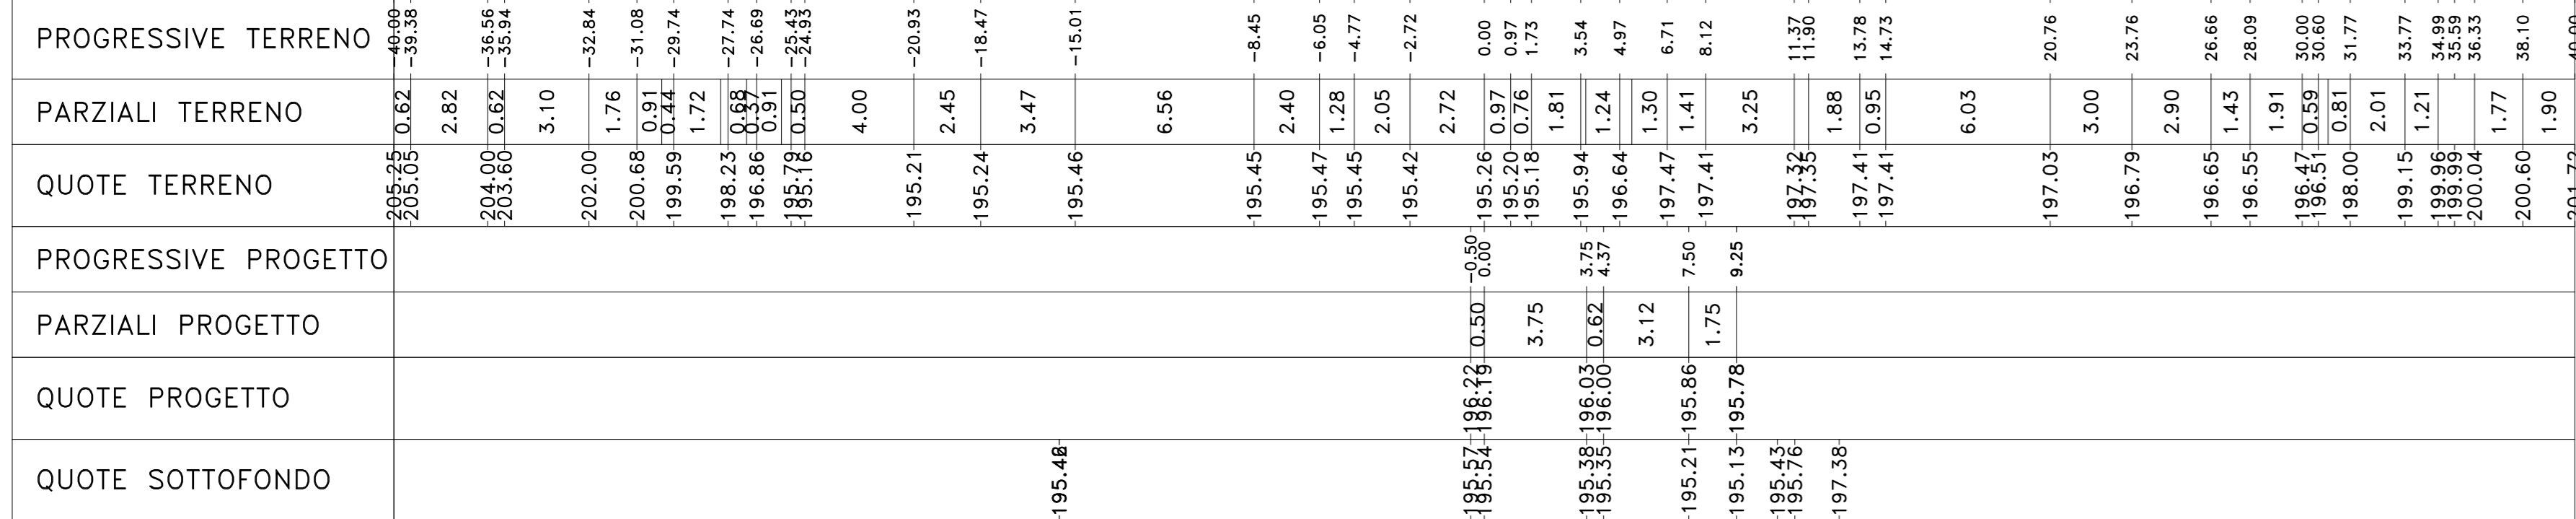 PROGRESSIVE TERRENO -40.00 -39.38 -36.56 -35.94 -32.84 -31.08 -29.74 -27.74 -26.69 -25.43 -24.93 -20.93 -18.47 -15.01 -8.45 -6.05 -4.77 -2.72 0.00 0.97 1.73 3.54 4.97 6.71 8.12 11.37 11.90 13.78 14.73 20.76 23.76 26.66 28.09 30.00 30.60 31.77 33.77 34.99 35.59 36.33 38.10
PARZIALI TERRENO 0.62 2.82 0.62 3.10 1.76 0.91 0.44 1.72 0.68 0.37 0.91 0.50 4.00 2.45 3.47 6.56 2.40 1.28 2.05 2.72 0.97 0.76 1.81 1.24 1.30 1.41 3.25 1.88 0.95 6.03 3.00 2.90 1.43 1.91 0.59 0.81 2.01 1.21 1.77 1.90
QUOTE TERRENO 205.25 205.05 204.00 203.60 202.00 200.68 199.59 198.23 196.86 195.79 195.16 195.21 195.24 195.46 195.45 195.47 195.45 195.42 195.26 195.20 195.18 195.94 196.64 197.47 197.41 197.32 197.35 197.41 197.41 197.03 196.79 196.65 196.55 196.47 196.51 198.00 199.15 199.96 199.99 200.04 200.60
PROGRESSIVE PROGETTO -0.50 0.00 3.75 4.37 7.50 9.25
PARZIALI PROGETTO 0.50 3.75 0.62 3.12 1.75
QUOTE PROGETTO 196.22 196.19 196.03 196.00 195.86 195.78
QUOTE SOTTOFONDO 195.57 195.54 195.38 195.35 195.21 195.13 195.43 195.76 197.38